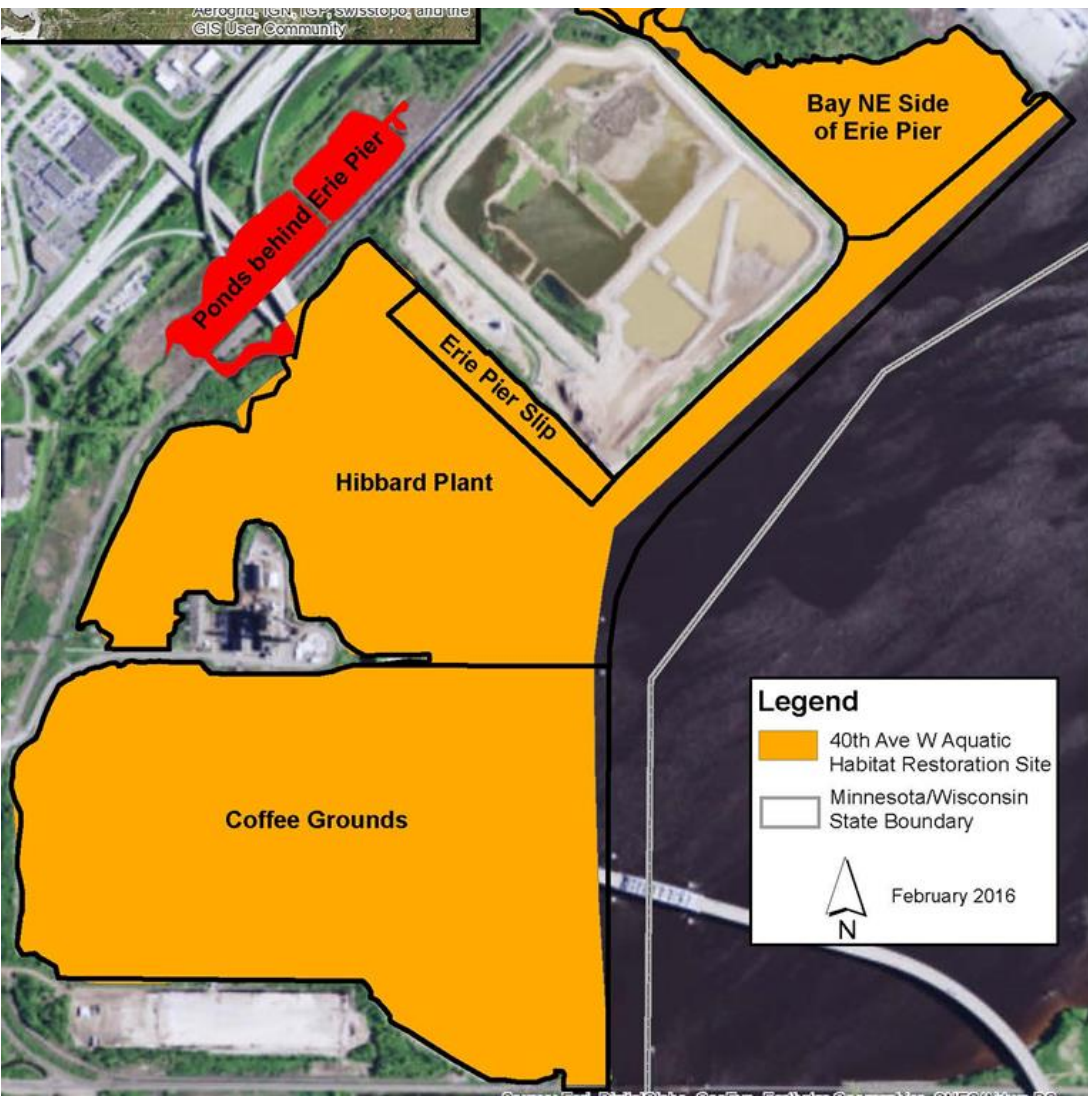 GIS User Community
Bay NE Side
of Erie Pier
Ponds behind Erie Pier
Erie Pier Slip
Hibbard Plant
Coffee Grounds
Legend
40th Ave W Aquatic
Habitat Restoration Site
Minnesota/Wisconsin
State Boundary
February 2016
N